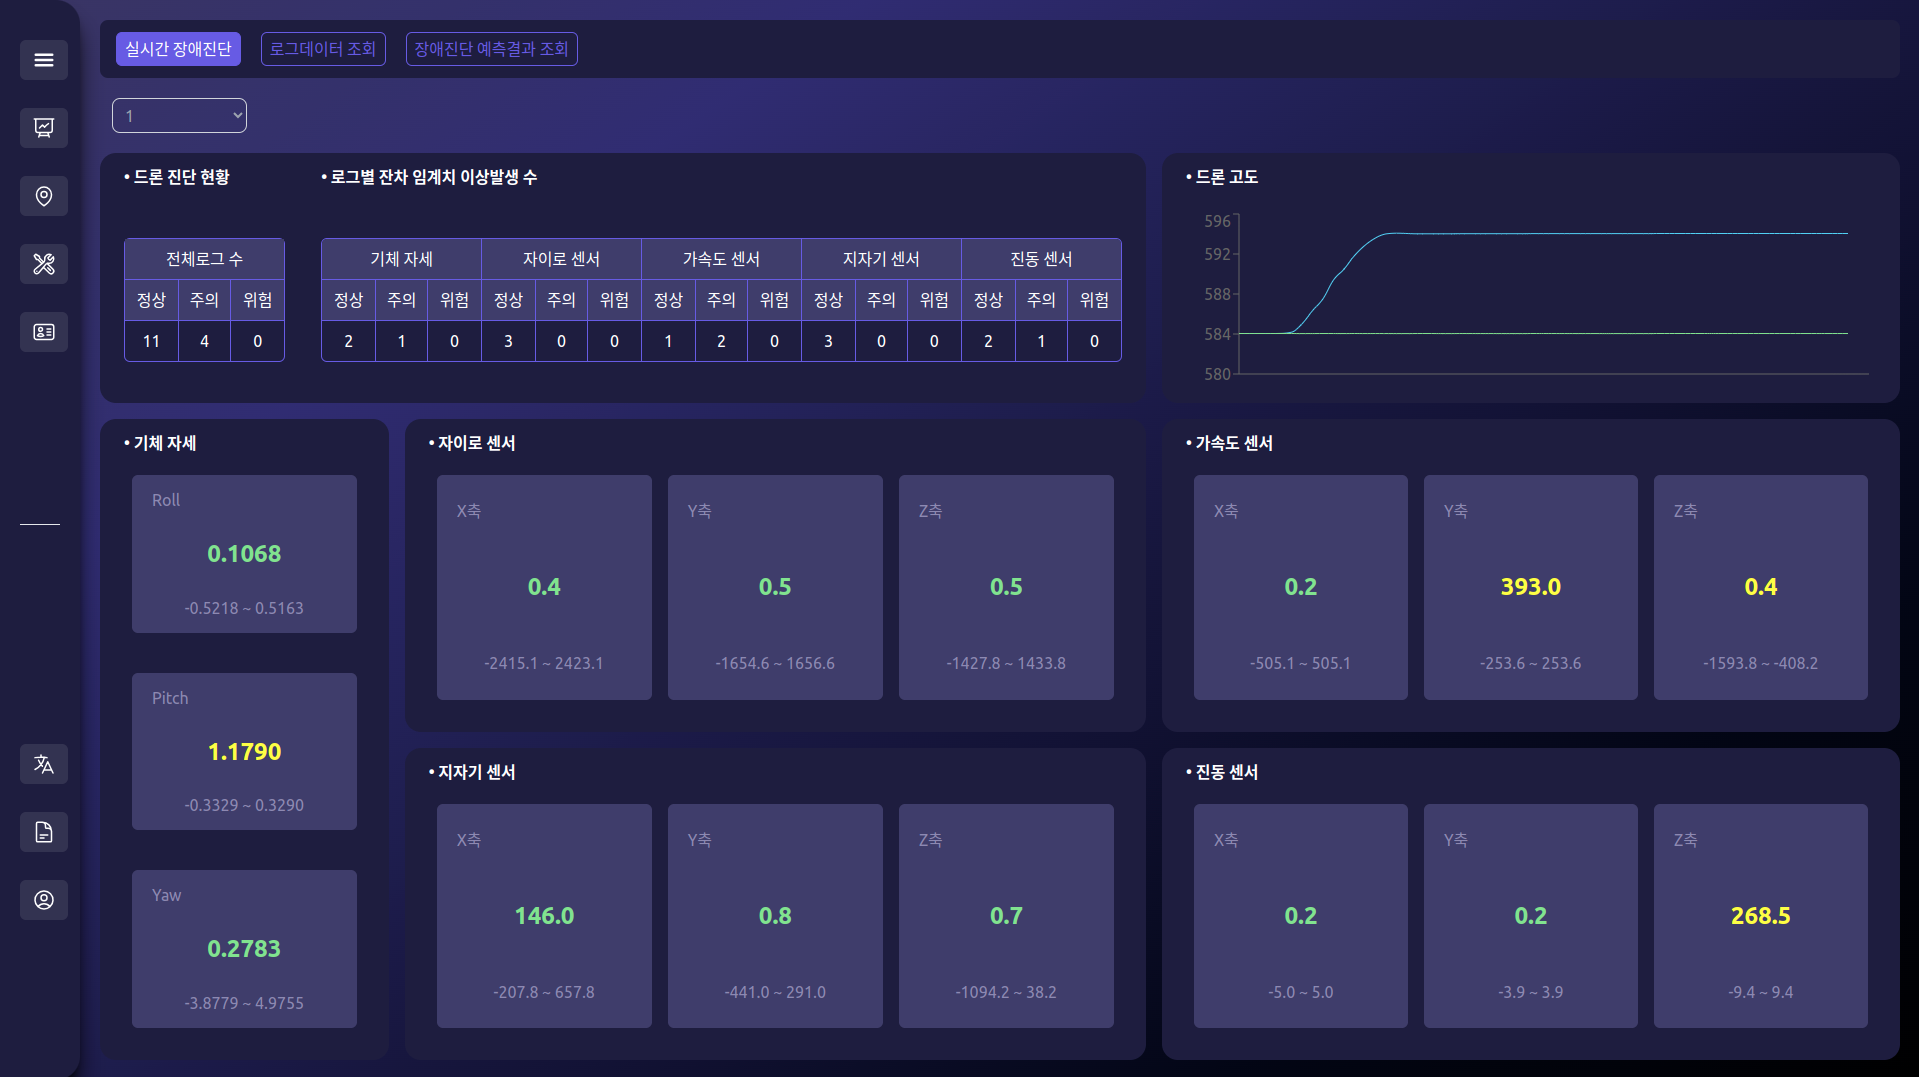 실시간 장애진단 로그데이터 조회 장애진단 예측결과 조회
1
• 드론 진단 현황
전체로그 수
정상 주의 위험
11 4 0
• 로그별 잔차 임계치 이상발생 수
기체 자세 자이로 센서 가속도 센서 지자기 센서 진동 센서
정상 주의 위험 정상 주의 위험 정상 주의 위험 정상 주의 위험 정상 주의 위험
2 1 0 3 0 0 1 2 0 3 0 0 2 1 0
• 드론 고도
596
592
588
584
580
• 기체 자세
Roll
0.1068
-0.5218 ~ 0.5163
Pitch
1.1790
-0.3329 ~ 0.3290
Yaw
0.2783
-3.8779 ~ 4.9755
• 자이로 센서
X축 Y축 Z축
0.4 0.5 0.5
-2415.1 ~ 2423.1 -1654.6 ~ 1656.6 -1427.8 ~ 1433.8
• 가속도 센서
X축 Y축 Z축
0.2 393.0 0.4
-505.1 ~ 505.1 -253.6 ~ 253.6 -1593.8 ~ -408.2
• 지자기 센서
X축 Y축 Z축
146.0 0.8 0.7
-207.8 ~ 657.8 -441.0 ~ 291.0 -1094.2 ~ 38.2
• 진동 센서
X축 Y축 Z축
0.2 0.2 268.5
-5.0 ~ 5.0 -3.9 ~ 3.9 -9.4 ~ 9.4